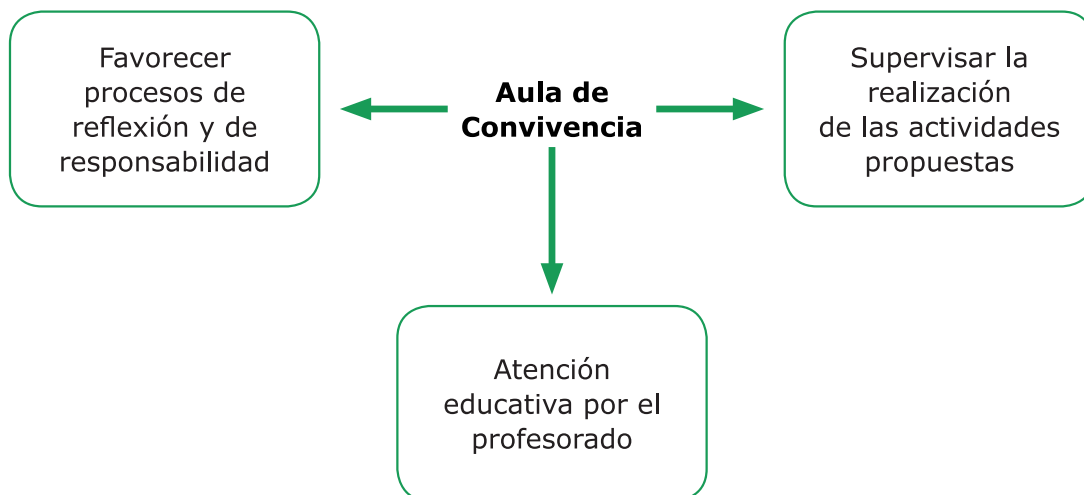 Favorecer
procesos de
reflexión y de
responsabilidad
Aula de
Convivencia
Supervisar la
realización
de las actividades
propuestas
Atención
educativa por el
profesorado